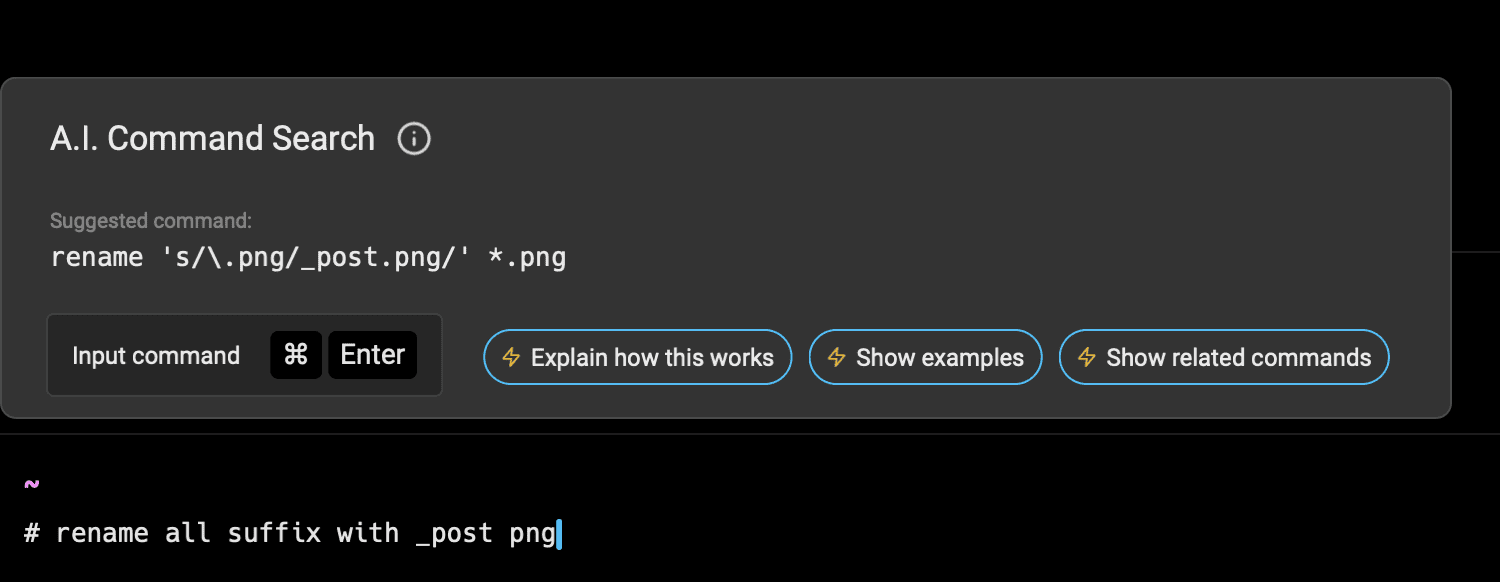 A.I. Command Search
Suggested command:
rename 's/\.png/_post.png/' *.png
Input command ⌘ Enter Explain how this works Show examples Show related commands
~
# rename all suffix with _post png